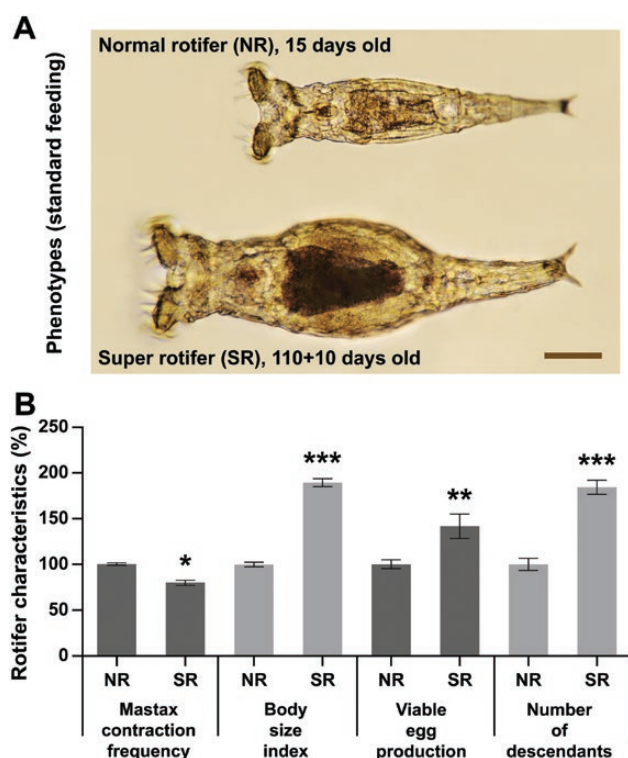 A
Normal rotifer (NR), 15 days old
Phenotypes (standard feeding)
Super rotifer (SR), 110+10 days old
B
Rotifer characteristics (%)
250
200
150
100
50
0
***
*
**
***
NR SR NR SR NR SR NR SR
Mastax Body Viable Number
contraction size egg of
frequency index production descendants